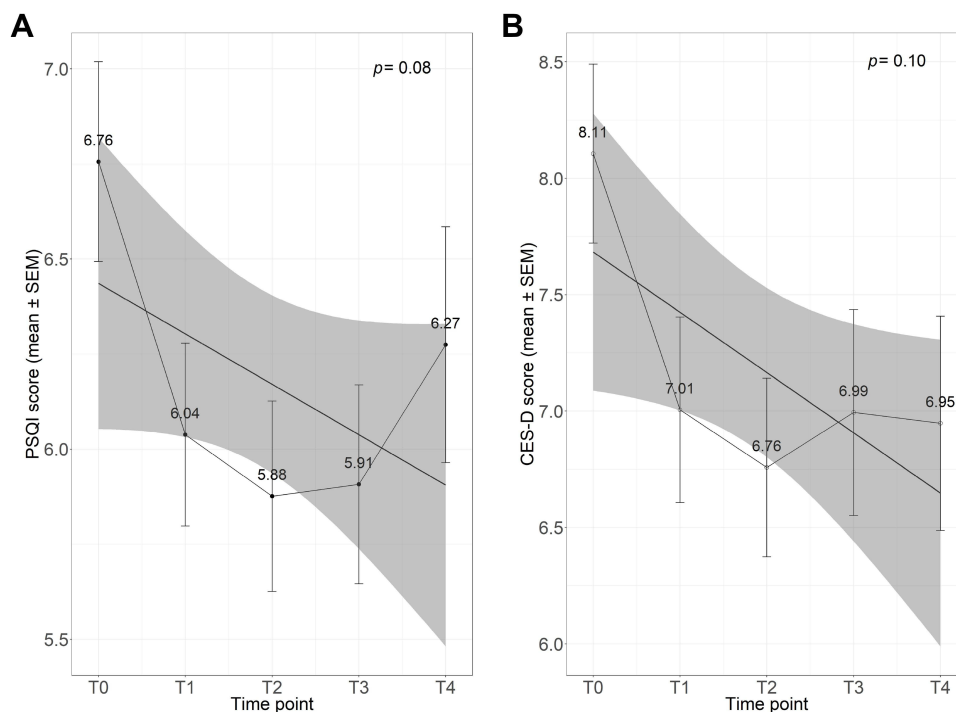 A
PSQI score (mean ± SEM)
7.0
6.5
6.0
5.5
p= 0.08
6.76
6.04
5.88
5.91
6.27
T0 T1 T2 T3 T4
Time point
B
CES-D score (mean ± SEM)
8.5
8.0
7.5
7.0
6.5
6.0
p= 0.10
8.11
7.01
6.76
6.99
6.95
T0 T1 T2 T3 T4
Time point